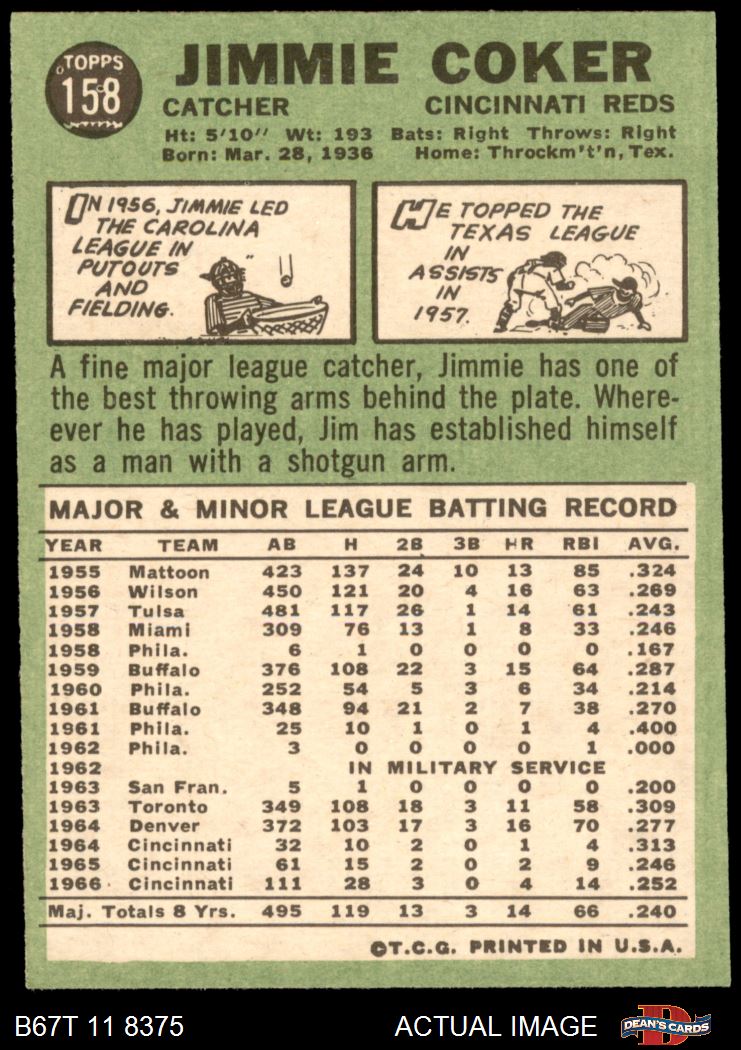 TOPPS
158
JIMMIE COKER
CATCHER CINCINNATI REDS
Ht: 5'10" Wt: 193 Bats: Right Throws: Right
Born: Mar. 28, 1936 Home: Throckm't'n, Tex.
IN 1956, JIMMIE LED
THE CAROLINA
LEAGUE IN
PUTOUTS
AND
FIELDING.
HE TOPPED THE
TEXAS LEAGUE
IN
ASSISTS
IN
1957.
A fine major league catcher, Jimmie has one of
the best throwing arms behind the plate. Where-
ever he has played, Jim has established himself
as a man with a shotgun arm.
MAJOR & MINOR LEAGUE BATTING RECORD
YEAR TEAM AB H 2B 3B HR RBI AVG.
1955 Mattoon 423 137 24 10 13 85 .324
1956 Wilson 450 121 20 4 16 63 .269
1957 Tulsa 481 117 26 1 14 61 .243
1958 Miami 309 76 13 1 8 33 .246
1958 Phila. 6 1 0 0 0 0 .167
1959 Buffalo 376 108 22 3 15 64 .287
1960 Phila. 252 54 5 3 6 34 .214
1961 Buffalo 348 94 21 2 7 38 .270
1961 Phila. 25 10 1 0 1 4 .400
1962 Phila. 3 0 0 0 0 1 .000
1962 IN MILITARY SERVICE
1963 San Fran. 5 1 0 0 0 0 .200
1963 Toronto 349 108 18 3 11 58 .309
1964 Denver 372 103 17 3 16 70 .277
1964 Cincinnati 32 10 2 0 1 4 .313
1965 Cincinnati 61 15 2 0 2 9 .246
1966 Cincinnati 111 28 3 0 4 14 .252
Maj. Totals 8 Yrs. 495 119 13 3 14 66 .240
©T.C.G. PRINTED IN U.S.A.
B67T 11 8375 ACTUAL IMAGE
D
DEAN'S CARDS